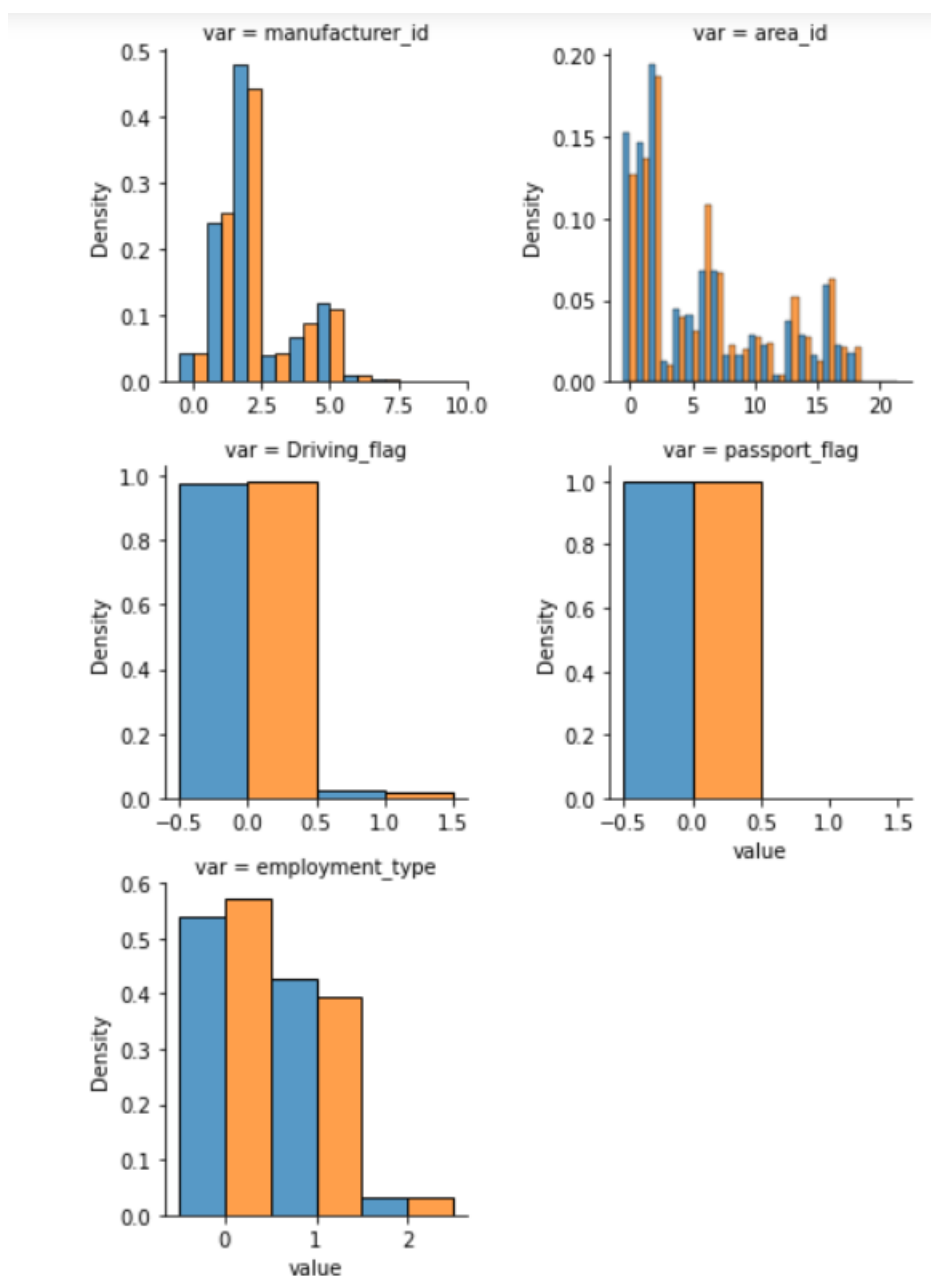 var = manufacturer_id
var = area_id
0.5
0.4
0.3
0.2
0.1
0.0
Density
0.0 2.5 5.0 7.5 10.0
0.20
0.15
0.10
0.05
0.00
Density
0 5 10 15 20
var = Driving_flag
var = passport_flag
1.0
0.8
0.6
0.4
0.2
0.0
Density
−0.5 0.0 0.5 1.0 1.5
1.0
0.8
0.6
0.4
0.2
0.0
Density
−0.5 0.0 0.5 1.0 1.5
value
var = employment_type
0.6
0.5
0.4
0.3
0.2
0.1
0.0
Density
0 1 2
value